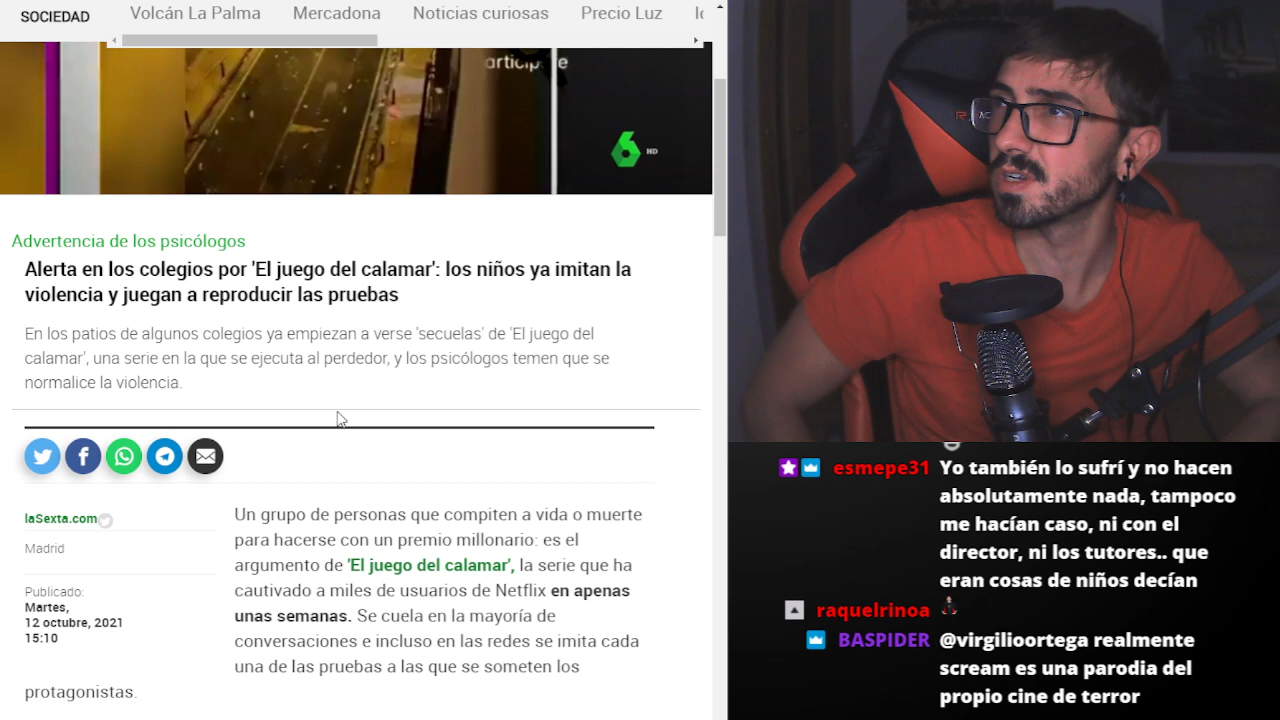 SOCIEDAD
Volcán La Palma
Mercadona
Noticias curiosas
Precio Luz
HD
Advertencia de los psicólogos
Alerta en los colegios por 'El juego del calamar': los niños ya imitan la
violencia y juegan a reproducir las pruebas
En los patios de algunos colegios ya empiezan a verse 'secuelas' de 'El juego del
calamar', una serie en la que se ejecuta al perdedor, y los psicólogos temen que se
normalice la violencia.
laSexta.com
Madrid
Publicado:
Martes,
12 octubre, 2021
15:10
Un grupo de personas que compiten a vida o muerte
para hacerse con un premio millonario: es el
argumento de 'El juego del calamar', la serie que ha
cautivado a miles de usuarios de Netflix en apenas
unas semanas. Se cuela en la mayoría de
conversaciones e incluso en las redes se imita cada
una de las pruebas a las que se someten los
protagonistas.
esmepe31 Yo también lo sufrí y no hacen
absolutamente nada, tampoco
me hacían caso, ni con el
director, ni los tutores.. que
eran cosas de niños decían
raquelrinoa
BASPIDER @virgilioortega realmente
scream es una parodia del
propio cine de terror